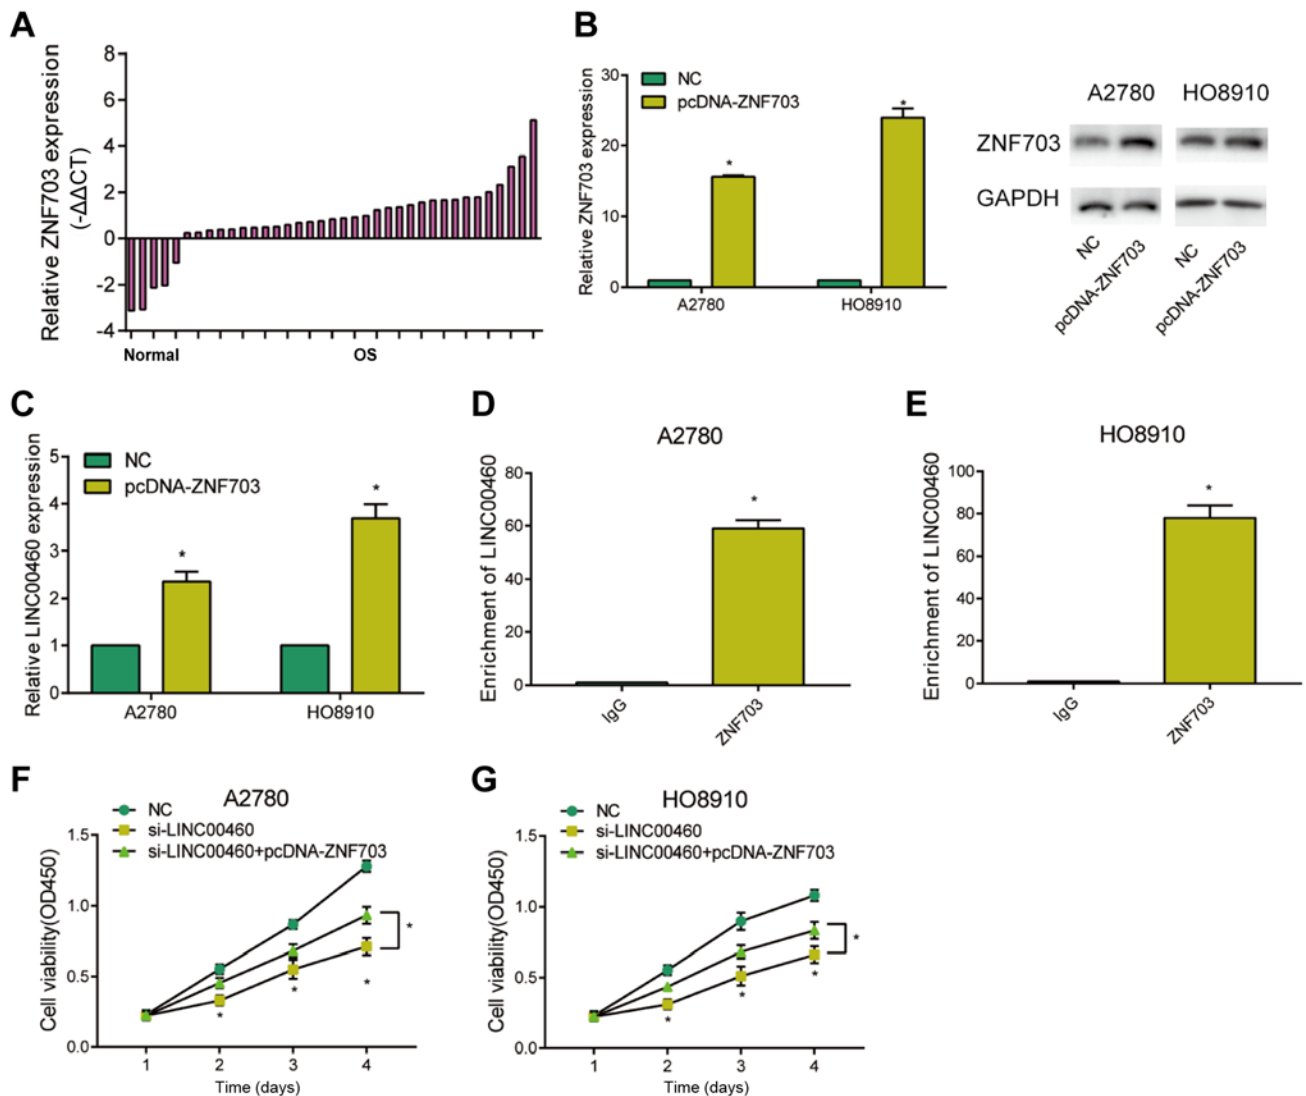 A
Relative ZNF703 expression
(-ΔΔCT)
8
6
4
2
0
-2
-4
Normal
OS
B
Relative ZNF703 expression
NC
pcDNA-ZNF703
30
20
10
0
*
*
A2780
HO8910
A2780
HO8910
ZNF703
GAPDH
NC
pcDNA-ZNF703
NC
pcDNA-ZNF703
C
Relative LINC00460 expression
NC
pcDNA-ZNF703
5
4
3
2
1
0
*
*
A2780
HO8910
D
A2780
Enrichment of LINC00460
80
60
40
20
0
*
IgG
ZNF703
E
HO8910
Enrichment of LINC00460
100
80
60
40
20
0
*
IgG
ZNF703
F
A2780
NC
si-LINC00460
si-LINC00460+pcDNA-ZNF703
Cell viability(OD450)
1.5
1.0
0.5
0.0
*
*
*
*
1
2
3
4
Time (days)
G
HO8910
NC
si-LINC00460
si-LINC00460+pcDNA-ZNF703
Cell viability(OD450)
1.5
1.0
0.5
0.0
*
*
*
*
1
2
3
4
Time (days)